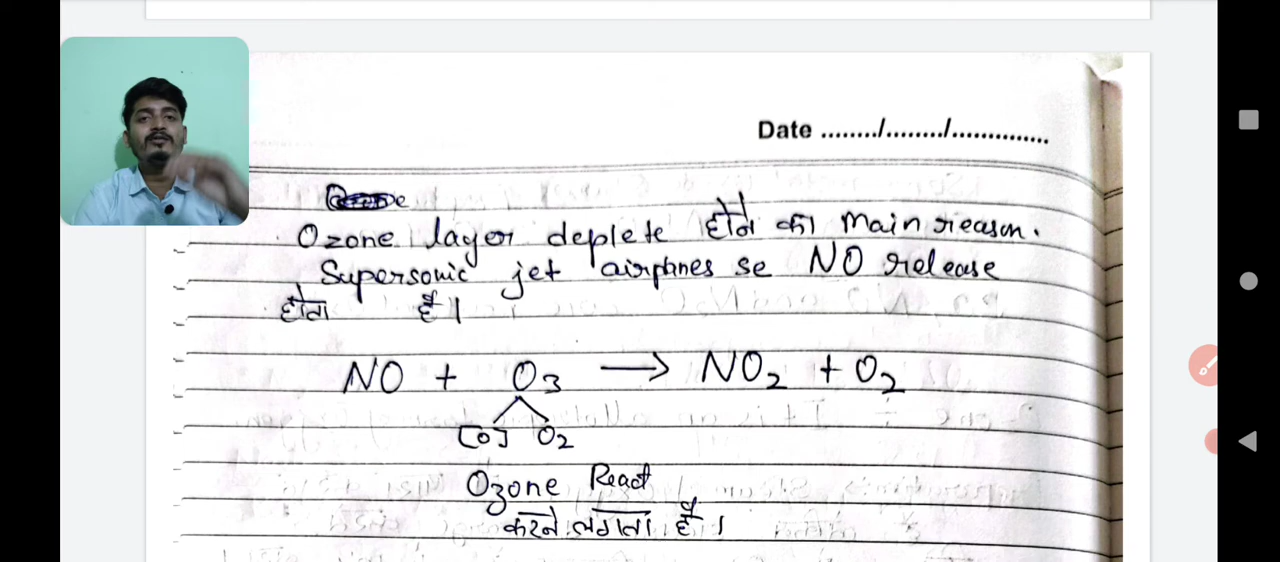 Date ......../......../.............
Ozone layer deplete होने का main reason.
Supersonic jet airplanes se NO release
होता है।
NO + O3 → NO2 + O2
[O] O2
Ozone React
करने लगता है।